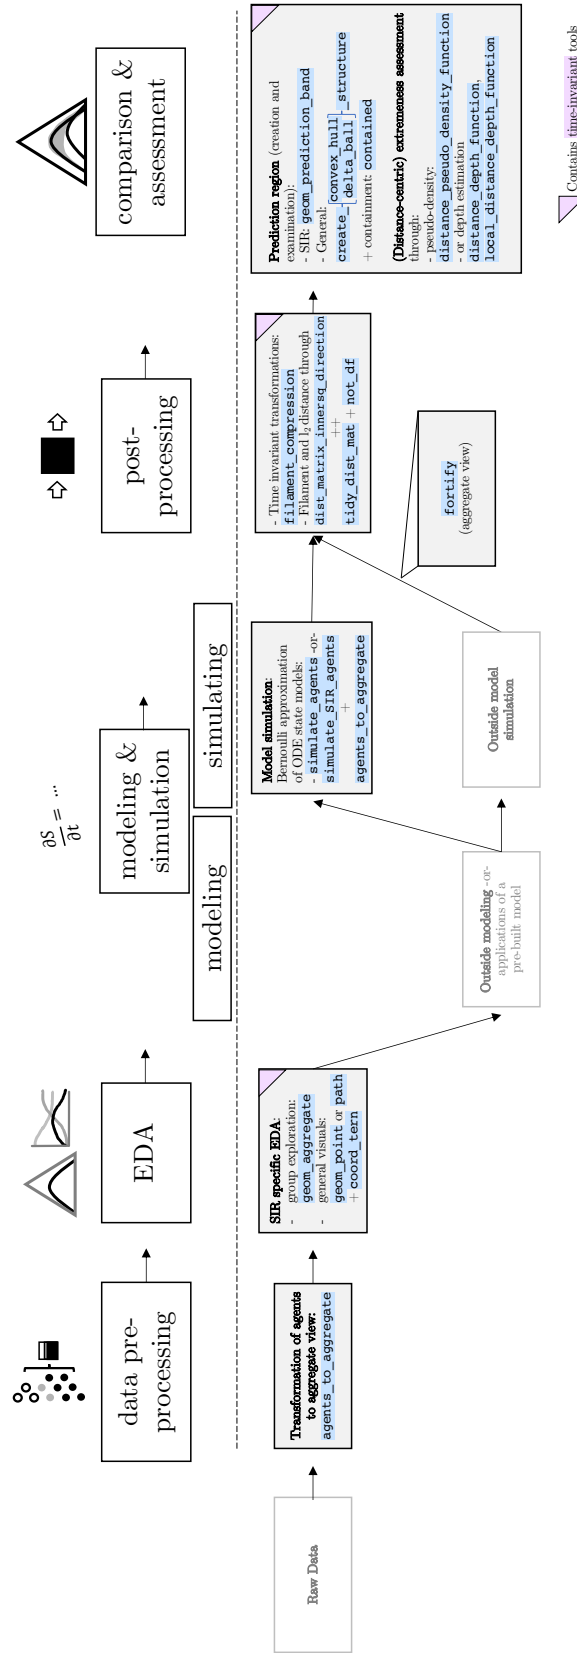 data pre-
processing
EDA
∂S
∂t
= ...
modeling &
simulation
modeling
simulating
post-
processing
comparison &
assessment
Raw Data
Transformation of agents
to aggregate view:
agents_to_aggregate
SIR specific EDA:
- group exploration:
geom_aggregate
- general visuals:
geom_point or path
+ coord_tern
Outside modeling -or-
applications of a
pre-built model
Model simulation:
Bernoulli approximation
of ODE state models:
- simulate_agents -or-
simulate_SIR_agents
+
agents_to_aggregate
Outside model
simulation
fortify
(aggregate view)
- Time invariant transformations:
filament_compression
- Filament and l₂ distance through
dist_matrix_innersq_direction
++
tidy_dist_mat + not_df
Prediction region (creation and
examination):
- SIR: geom_prediction_band
- General:
create_ convex_hull _structure
delta_ball
+ containment: contained
(Distance-centric) extremeness assessment
through:
- pseudo-density:
distance_pseudo_density_function
- or depth estimation
distance_depth_function,
local_distance_depth_function
Contains time-invariant tools